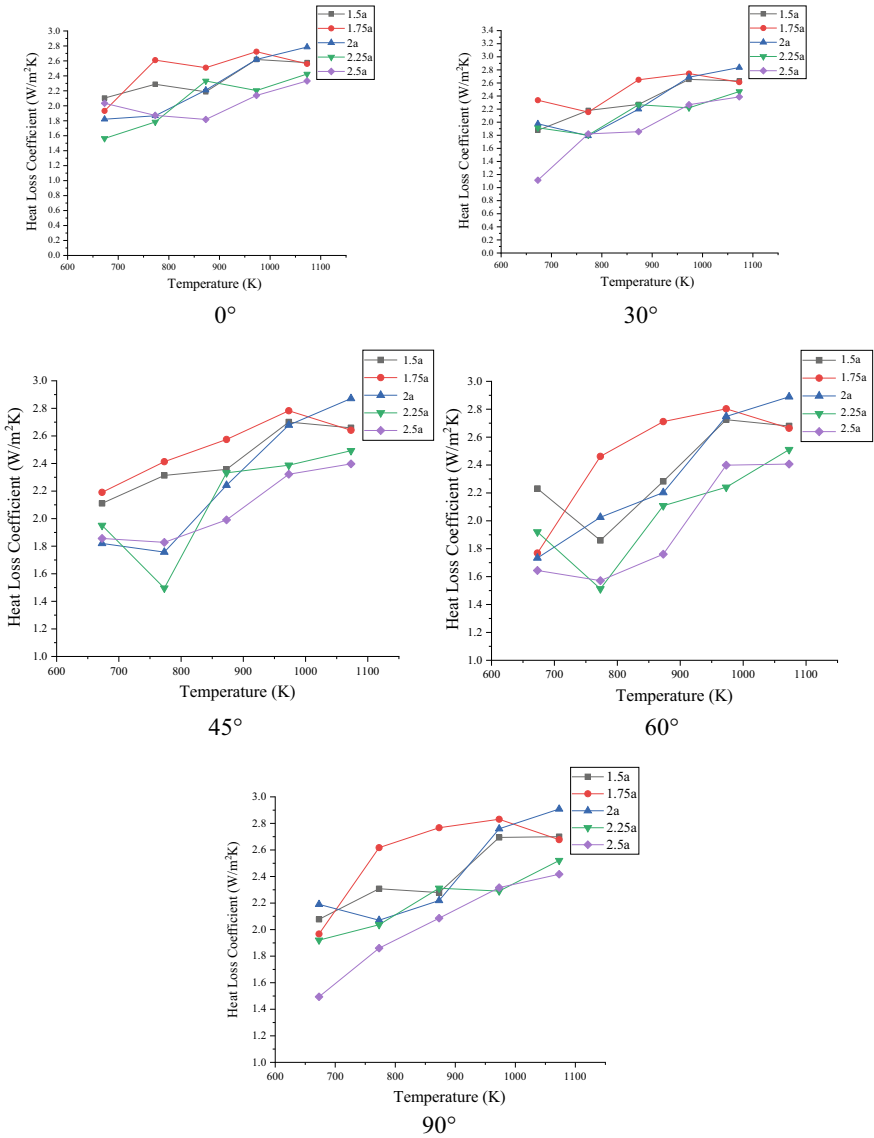 1.5a
1.75a
2a
2.25a
2.5a
Heat Loss Coefficient (W/m²K)
3.0
2.8
2.6
2.4
2.2
2.0
1.8
1.6
1.4
1.2
1.0
0.8
0.6
0.4
0.2
0.0
600 700 800 900 1000 1100
Temperature (K)
0°
1.5a
1.75a
2a
2.25a
2.5a
Heat Loss Coefficient (W/m²K)
3.4
3.2
3.0
2.8
2.6
2.4
2.2
2.0
1.8
1.6
1.4
1.2
1.0
0.8
0.6
0.4
0.2
0.0
600 700 800 900 1000 1100
Temperature (K)
30°
1.5a
1.75a
2a
2.25a
2.5a
Heat Loss Coefficient (W/m²K)
3.0
2.8
2.6
2.4
2.2
2.0
1.8
1.6
1.4
1.2
1.0
600 700 800 900 1000 1100
Temperature (K)
45°
1.5a
1.75a
2a
2.25a
2.5a
Heat Loss Coefficient (W/m²K)
3.0
2.8
2.6
2.4
2.2
2.0
1.8
1.6
1.4
1.2
1.0
600 700 800 900 1000 1100
Temperature (K)
60°
1.5a
1.75a
2a
2.25a
2.5a
Heat Loss Coefficient (W/m²K)
3.0
2.8
2.6
2.4
2.2
2.0
1.8
1.6
1.4
1.2
1.0
600 700 800 900 1000 1100
Temperature (K)
90°